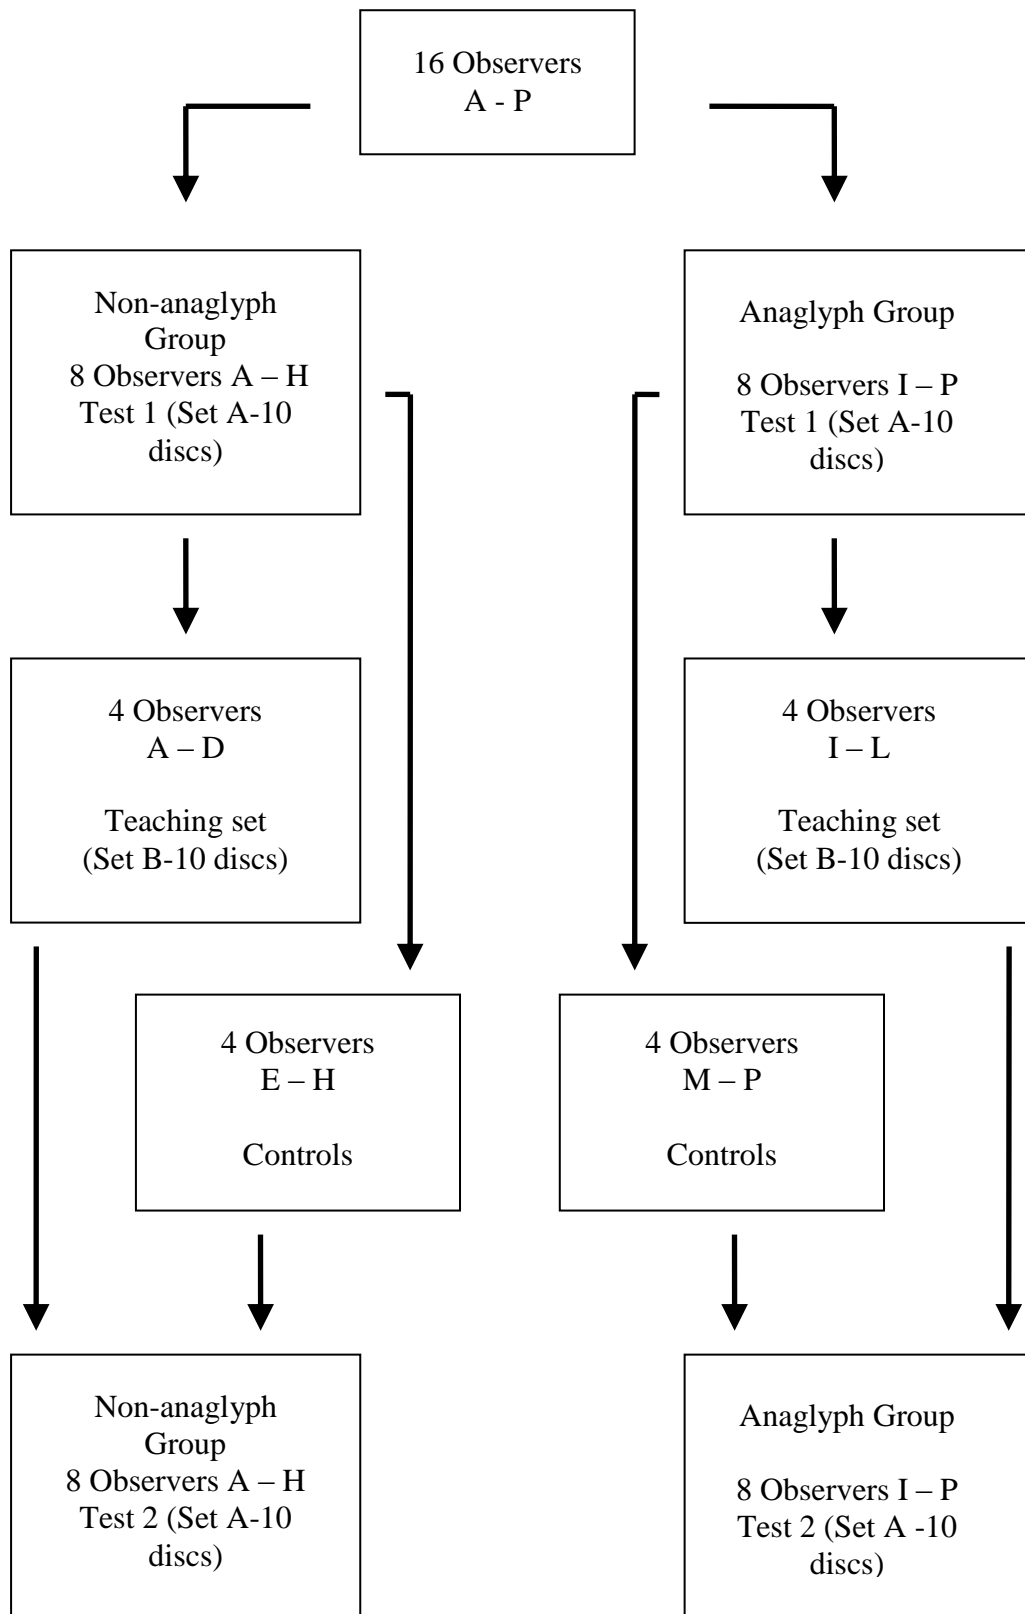 16 Observers
A - P
Non-anaglyph
Group
8 Observers A – H
Test 1 (Set A-10
discs)
Anaglyph Group
8 Observers I – P
Test 1 (Set A-10
discs)
4 Observers
A – D
Teaching set
(Set B-10 discs)
4 Observers
I – L
Teaching set
(Set B-10 discs)
4 Observers
E – H
Controls
4 Observers
M – P
Controls
Non-anaglyph
Group
8 Observers A – H
Test 2 (Set A-10
discs)
Anaglyph Group
8 Observers I – P
Test 2 (Set A -10
discs)